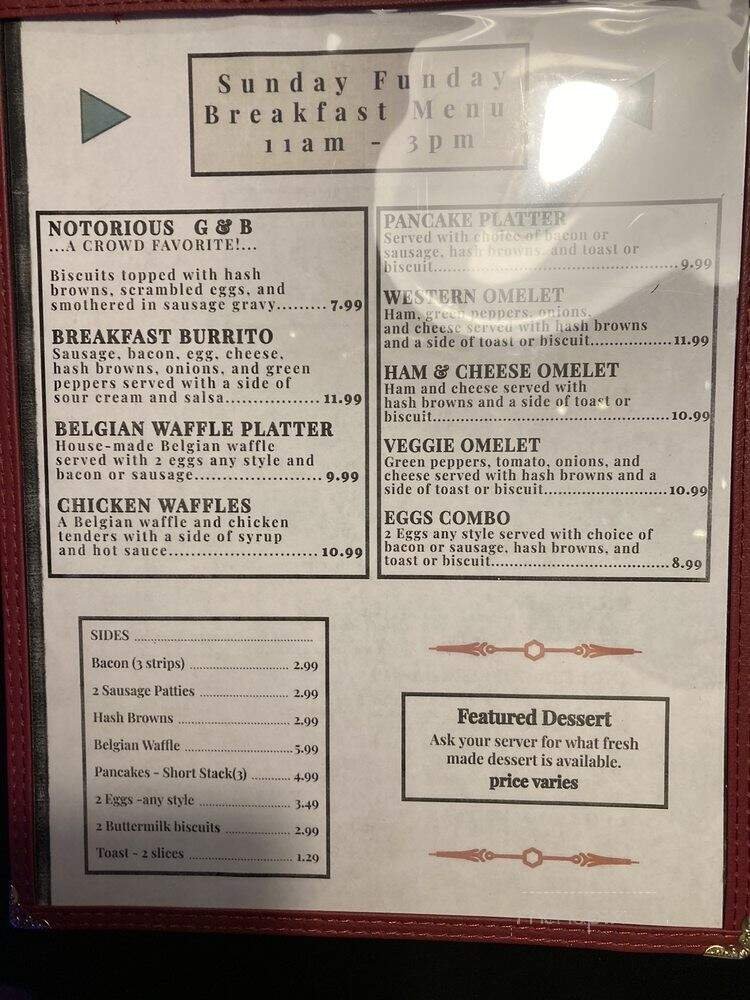 Sunday Funday
Breakfast Menu
11am - 3pm
NOTORIOUS G & B
...A CROWD FAVORITE!...
Biscuits topped with hash
browns, scrambled eggs, and
smothered in sausage gravy......... 7.99
BREAKFAST BURRITO
Sausage, bacon, egg, cheese,
hash browns, onions, and green
peppers served with a side of
sour cream and salsa................. 11.99
BELGIAN WAFFLE PLATTER
House-made Belgian waffle
served with 2 eggs any style and
bacon or sausage....................... 9.99
CHICKEN WAFFLES
A Belgian waffle and chicken
tenders with a side of syrup
and hot sauce........................... 10.99
PANCAKE PLATTER
Served with choice of bacon or
sausage, hash browns, and toast or
biscuit............................................9.99
WESTERN OMELET
Ham, green peppers, onions,
and cheese served with hash browns
and a side of toast or biscuit...............11.99
HAM & CHEESE OMELET
Ham and cheese served with
hash browns and a side of toast or
biscuit...........................................10.99
VEGGIE OMELET
Green peppers, tomato, onions, and
cheese served with hash browns and a
side of toast or biscuit.......................10.99
EGGS COMBO
2 Eggs any style served with choice of
bacon or sausage, hash browns, and
toast or biscuit.................................8.99
SIDES ......................................................
Bacon (3 strips) .............................. 2.99
2 Sausage Patties ............................ 2.99
Hash Browns .................................. 2.99
Belgian Waffle ................................ 5.99
Pancakes - Short Stack(3) ........... 4.99
2 Eggs -any style ........................... 3.49
2 Buttermilk biscuits .................... 2.99
Toast - 2 slices ............................... 1.29
Featured Dessert
Ask your server for what fresh
made dessert is available.
price varies